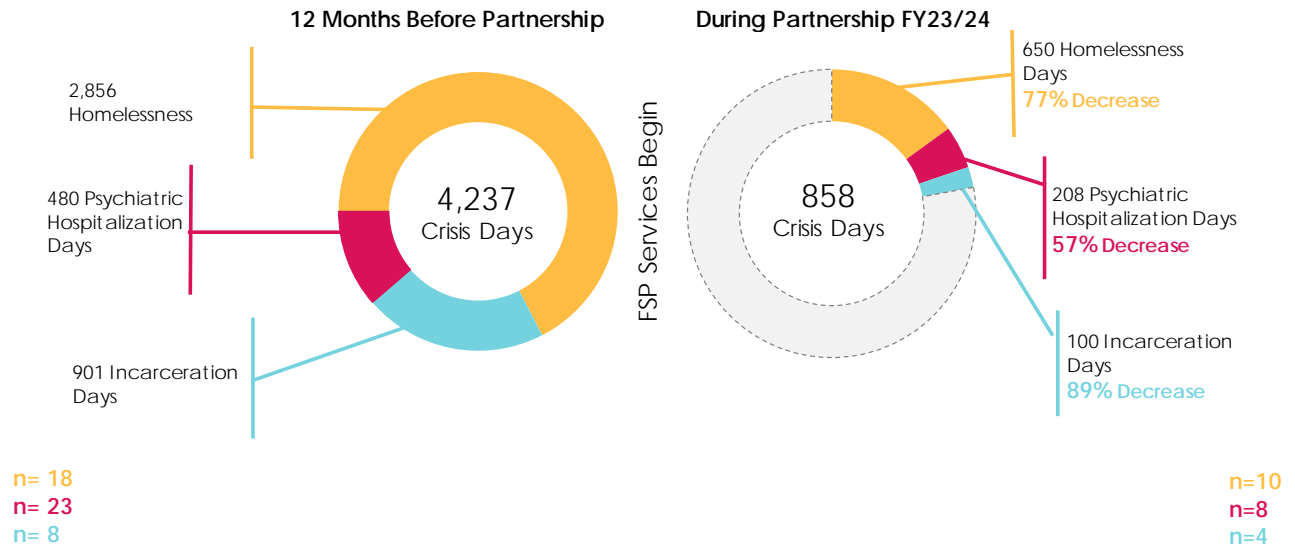 12 Months Before Partnership
2,856
Homelessness
480 Psychiatric
Hospitalization
Days
901 Incarceration
Days
4,237
Crisis Days
n= 18
n= 23
n= 8
FSP Services Begin
During Partnership FY23/24
858
Crisis Days
650 Homelessness
Days
77% Decrease
208 Psychiatric
Hospitalization Days
57% Decrease
100 Incarceration
Days
89% Decrease
n=10
n=8
n=4